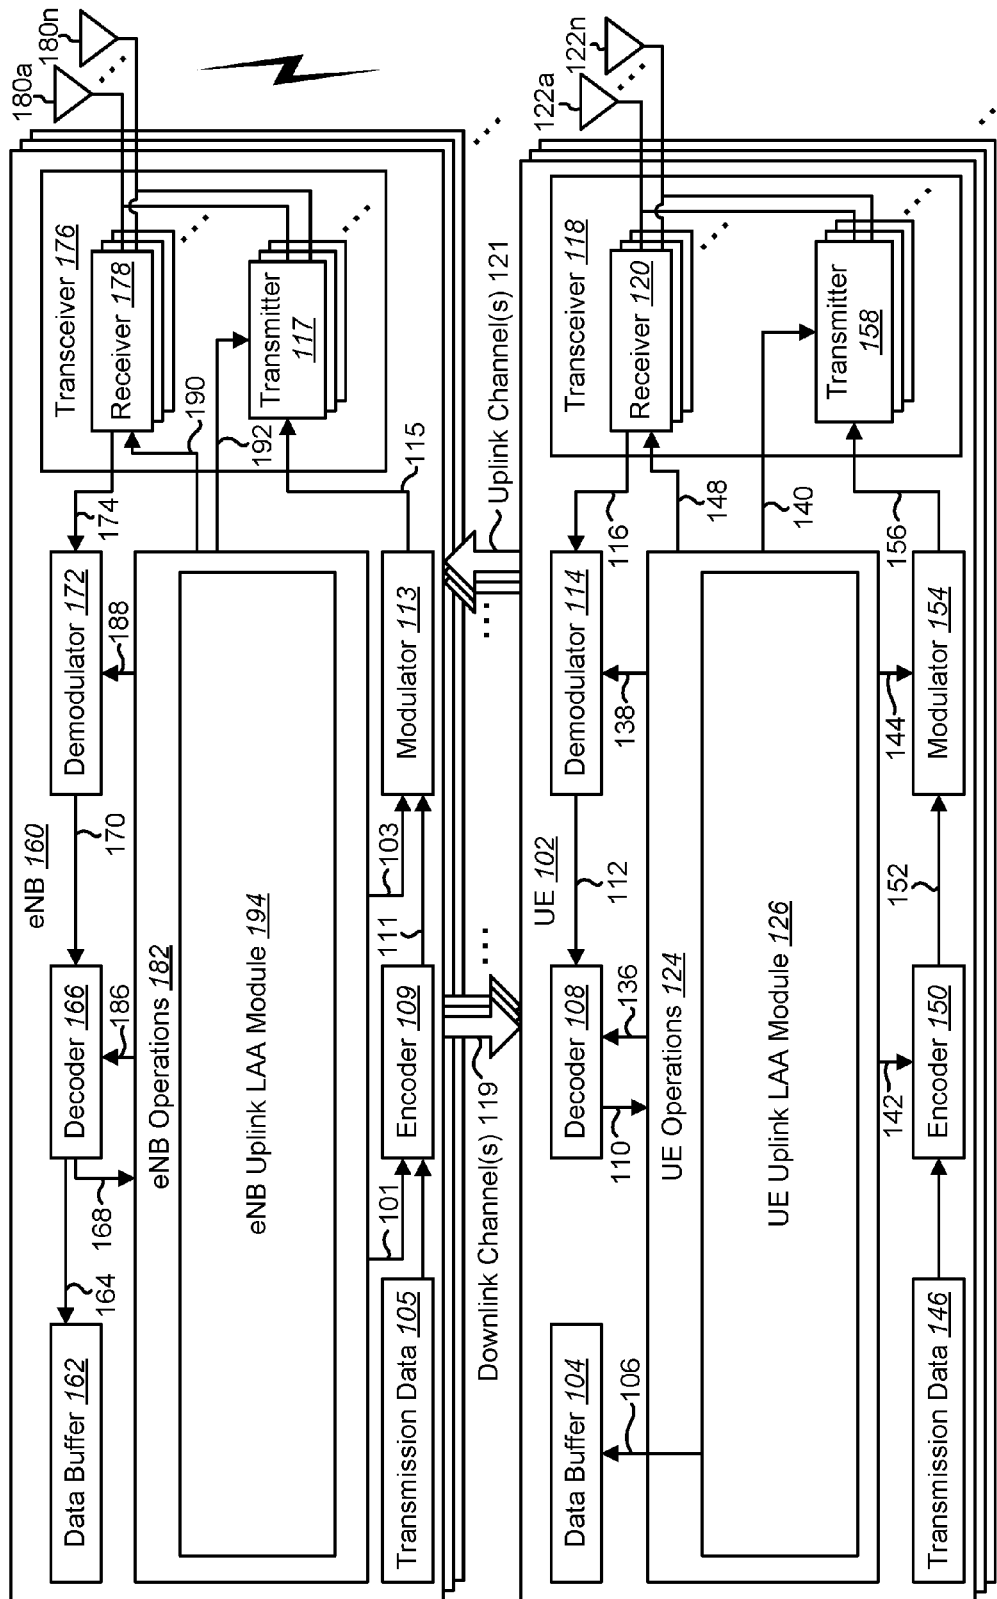 180a
180n
eNB 160
Transceiver 176
Data Buffer 162
164
Decoder 166
170
Demodulator 172
174
Receiver 178
168
186
188
190
eNB Operations 182
eNB Uplink LAA Module 194
192
Transmitter
117
101
103
115
Transmission Data 105
Encoder 109
111
Modulator 113
Downlink Channel(s) 119
Uplink Channel(s) 121
122a
122n
UE 102
Transceiver 118
Data Buffer 104
Decoder 108
112
Demodulator 114
116
Receiver 120
106
110
136
138
148
UE Operations 124
UE Uplink LAA Module 126
140
Transmitter
158
142
144
156
Transmission Data 146
Encoder 150
152
Modulator 154